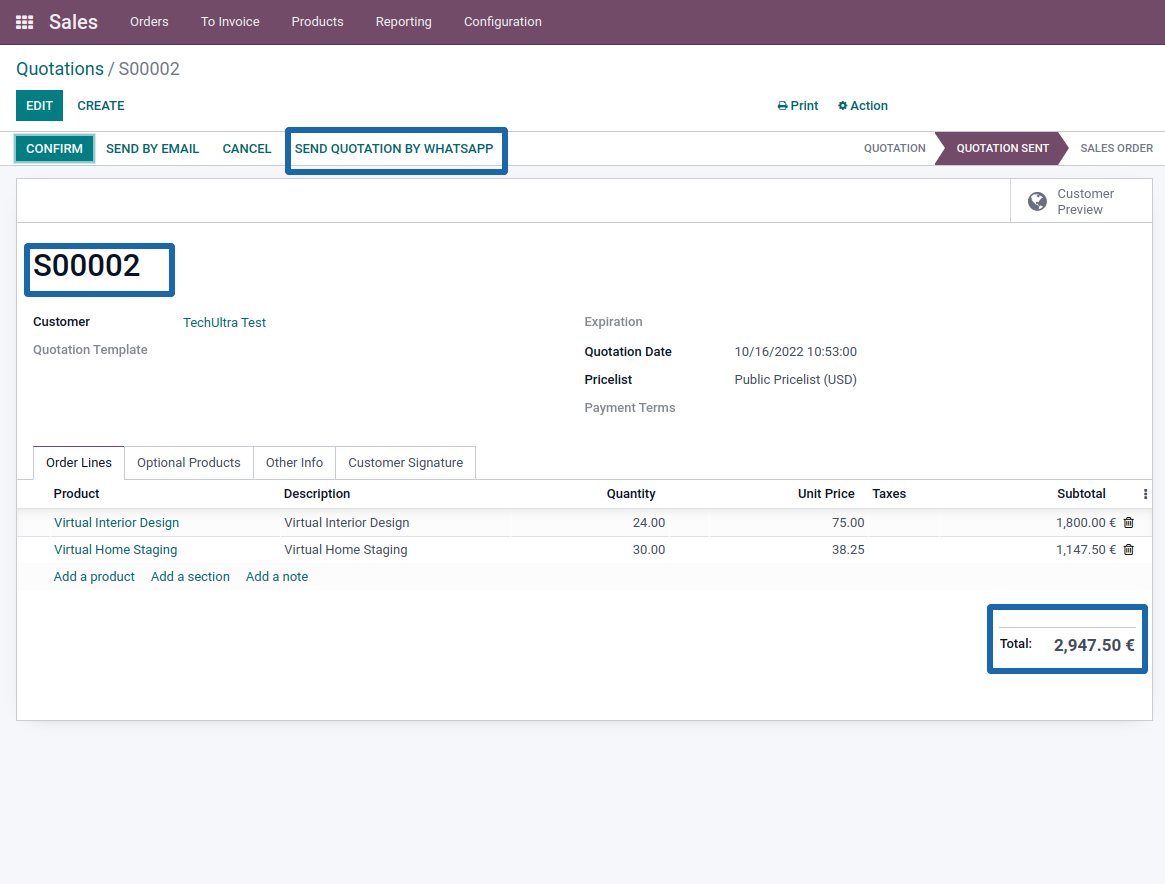 Sales Orders To Invoice Products Reporting Configuration
Quotations / S00002
EDIT CREATE Print Action
CONFIRM SEND BY EMAIL CANCEL SEND QUOTATION BY WHATSAPP QUOTATION QUOTATION SENT SALES ORDER
Customer
Preview
S00002
Customer TechUltra Test Expiration
Quotation Template
Quotation Date 10/16/2022 10:53:00
Pricelist Public Pricelist (USD)
Payment Terms
Order Lines Optional Products Other Info Customer Signature
Product Description Quantity Unit Price Taxes Subtotal
Virtual Interior Design Virtual Interior Design 24.00 75.00 1,800.00 €
Virtual Home Staging Virtual Home Staging 30.00 38.25 1,147.50 €
Add a product Add a section Add a note
Total: 2,947.50 €